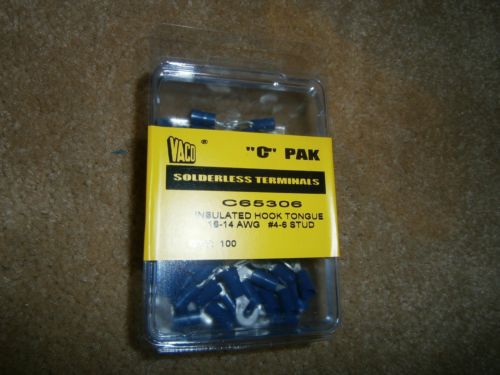 VACO ® "C" PAK
SOLDERLESS TERMINALS
C65306
INSULATED HOOK TONGUE
16-14 AWG #4-6 STUD
100